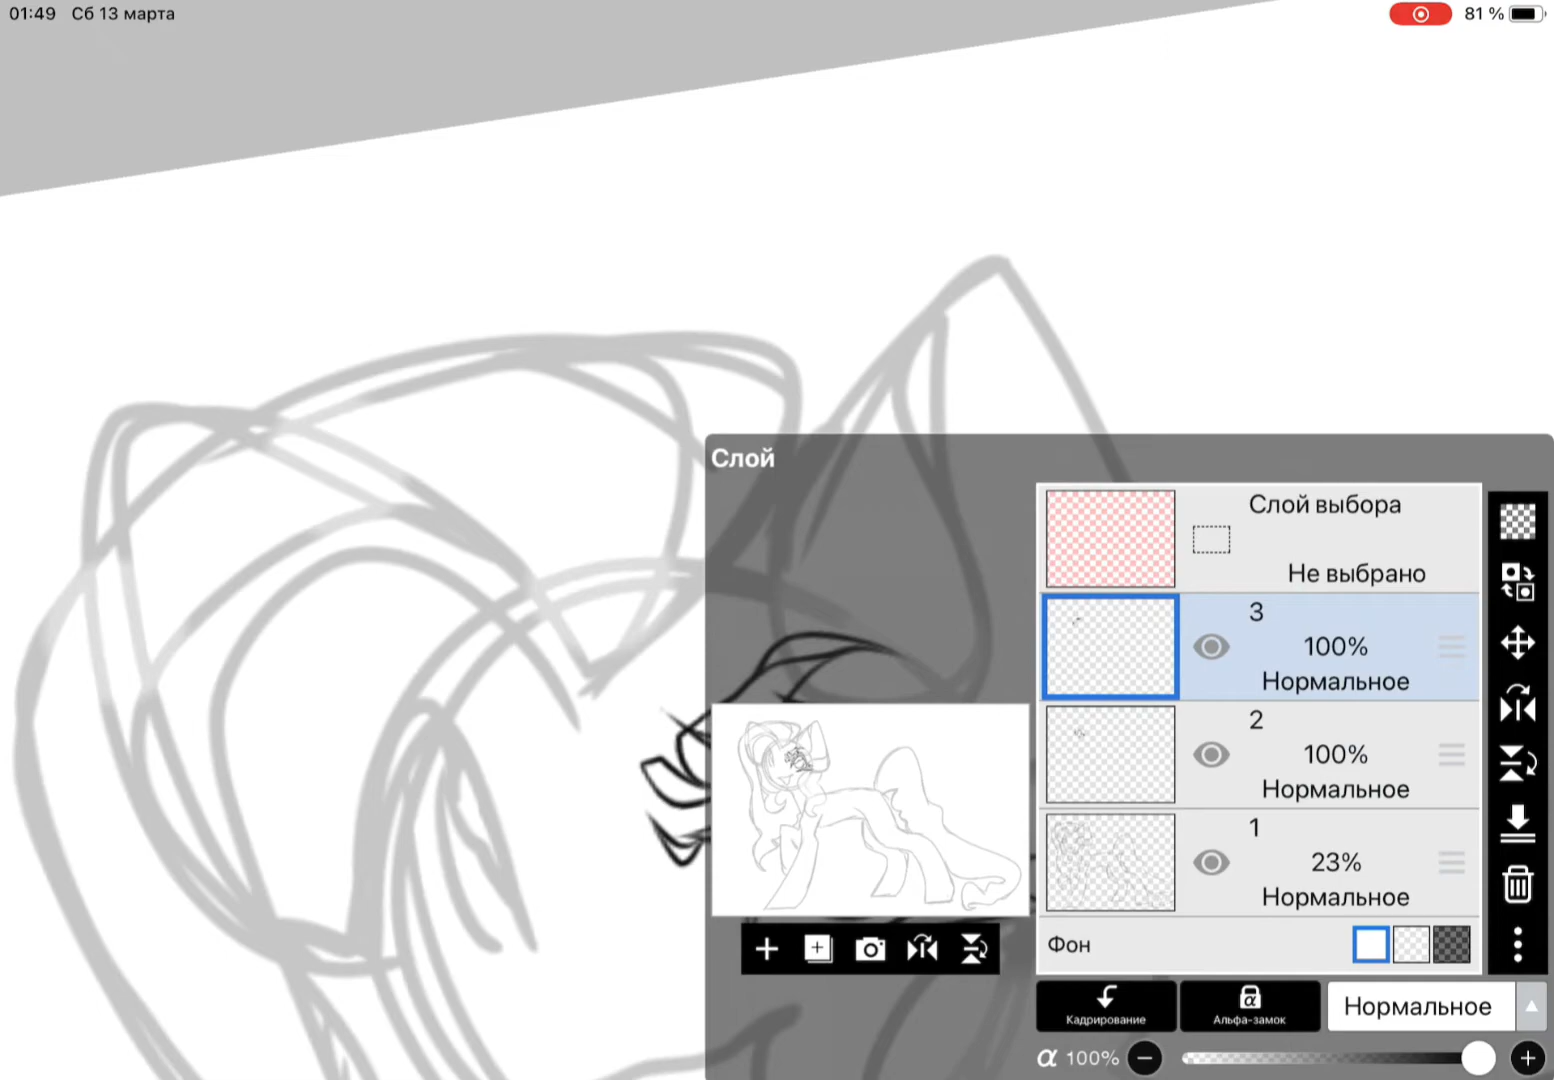 01:49 Сб 13 марта
81 %
Слой
Слой выбора
Не выбрано
3
100%
Нормальное
2
100%
Нормальное
1
23%
Нормальное
Фон
Кадрирование
Альфа-замок
Нормальное
α 100%